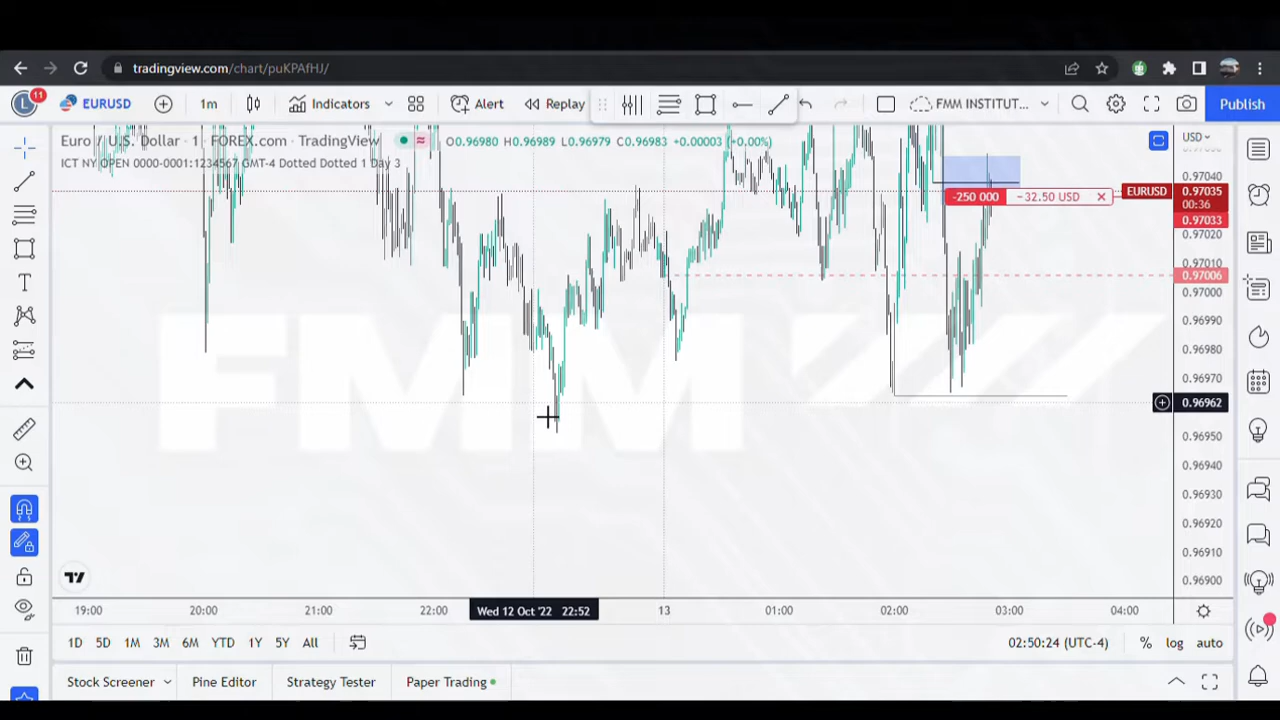 tradingview.com/chart/puKPAfHJ/
L 11 EURUSD 1m Indicators Alert Replay FMM INSTITUT... Publish
Euro / U.S. Dollar · 1 · FOREX.com · TradingView O0.96980 H0.96989 L0.96979 C0.96983 +0.00003 (+0.00%)
USD
ICT NY OPEN 0000-0001:1234567 GMT-4 Dotted Dotted 1 Day 3
0.97040
-250 000 −32.50 USD EURUSD 0.97035
00:36
0.97033
0.97020
0.97010
0.97006
0.97000
0.96990
0.96980
0.96970
0.96962
0.96950
0.96940
0.96930
0.96920
0.96910
0.96900
FMM
19:00 20:00 21:00 22:00 Wed 12 Oct '22 22:52 13 01:00 02:00 03:00 04:00
1D 5D 1M 3M 6M YTD 1Y 5Y All 02:50:24 (UTC-4) % log auto
Stock Screener Pine Editor Strategy Tester Paper Trading